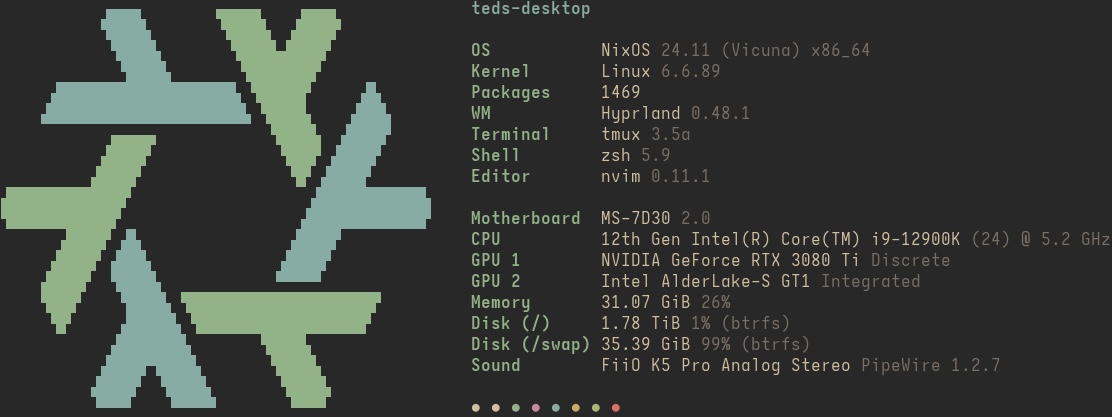 teds-desktop
OS NixOS 24.11 (Vicuna) x86_64
Kernel Linux 6.6.89
Packages 1469
WM Hyprland 0.48.1
Terminal tmux 3.5a
Shell zsh 5.9
Editor nvim 0.11.1
Motherboard MS-7D30 2.0
CPU 12th Gen Intel(R) Core(TM) i9-12900K (24) @ 5.2 GHz
GPU 1 NVIDIA GeForce RTX 3080 Ti Discrete
GPU 2 Intel AlderLake-S GT1 Integrated
Memory 31.07 GiB 26%
Disk (/) 1.78 TiB 1% (btrfs)
Disk (/swap) 35.39 GiB 99% (btrfs)
Sound FiiO K5 Pro Analog Stereo PipeWire 1.2.7